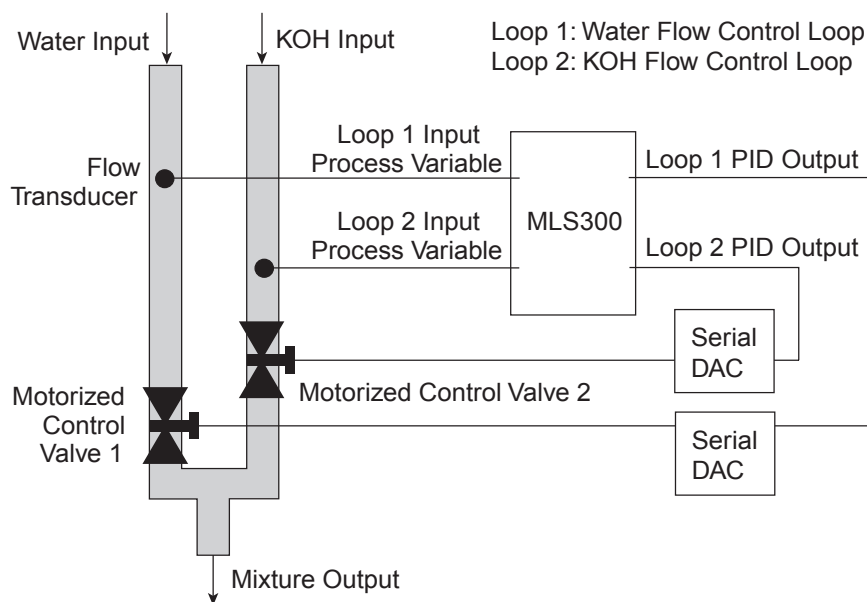 Water Input
KOH Input
Loop 1: Water Flow Control Loop
Loop 2: KOH Flow Control Loop
Flow
Transducer
Loop 1 Input
Process Variable
Loop 2 Input
Process Variable
MLS300
Loop 1 PID Output
Loop 2 PID Output
Serial
DAC
Motorized Control Valve 2
Motorized
Control
Valve 1
Serial
DAC
Mixture Output